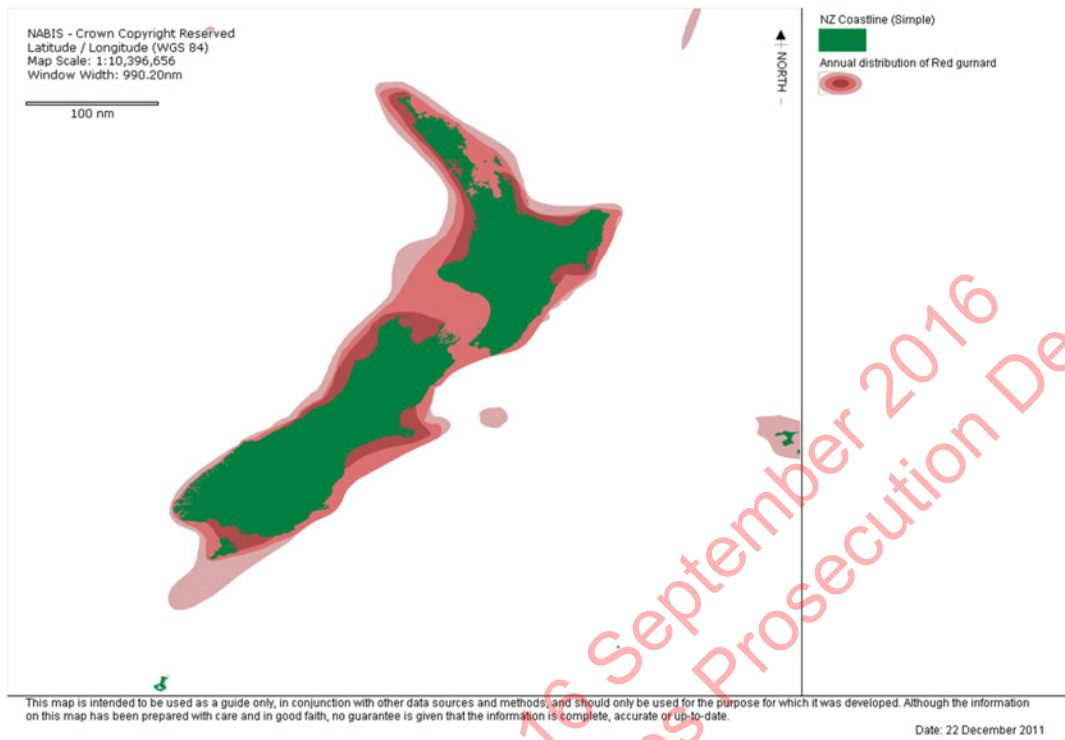 NABIS - Crown Copyright Reserved
Latitude / Longitude (WGS 84)
Map Scale: 1:10,396,656
Window Width: 990.20nm
100 nm
NORTH
NZ Coastline (Simple)
Annual distribution of Red gurnard
16 September 2016
Prosecution
This map is intended to be used as a guide only, in conjunction with other data sources and methods, and should only be used for the purpose for which it was developed. Although the information
on this map has been prepared with care and in good faith, no guarantee is given that the information is complete, accurate or up-to-date.
Date: 22 December 2011